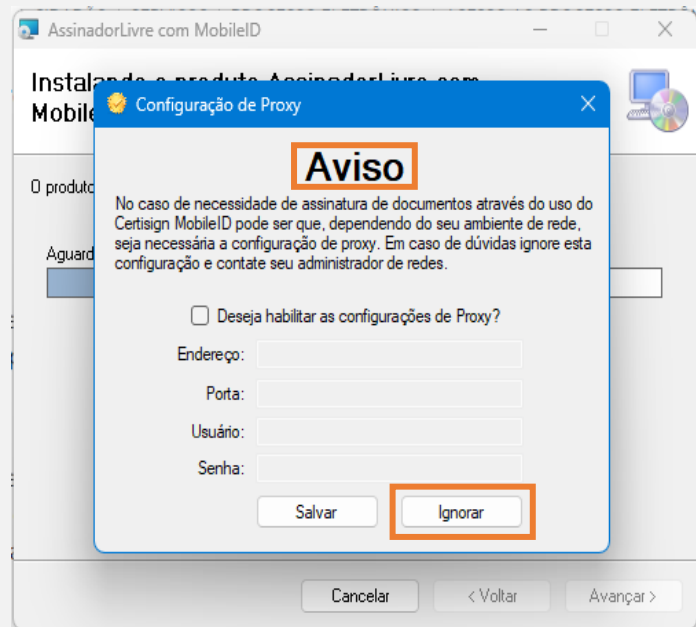 AssinadorLivre com MobileID
Configuração de Proxy
Aviso
O produto
No caso de necessidade de assinatura de documentos através do uso do
Certisign MobileID pode ser que, dependendo do seu ambiente de rede,
seja necessária a configuração de proxy. Em caso de dúvidas ignore esta
configuração e contate seu administrador de redes.
Deseja habilitar as configurações de Proxy?
Endereço:
Porta:
Usuário:
Senha:
Salvar Ignorar
Cancelar < Voltar Avançar >